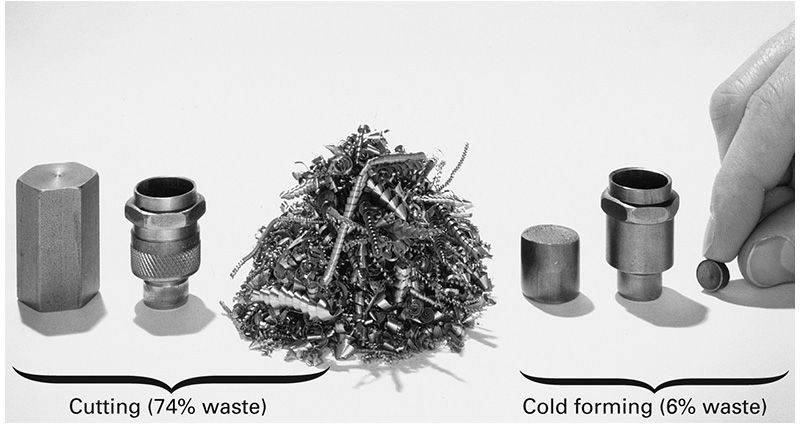 Cutting (74% waste)
Cold forming (6% waste)